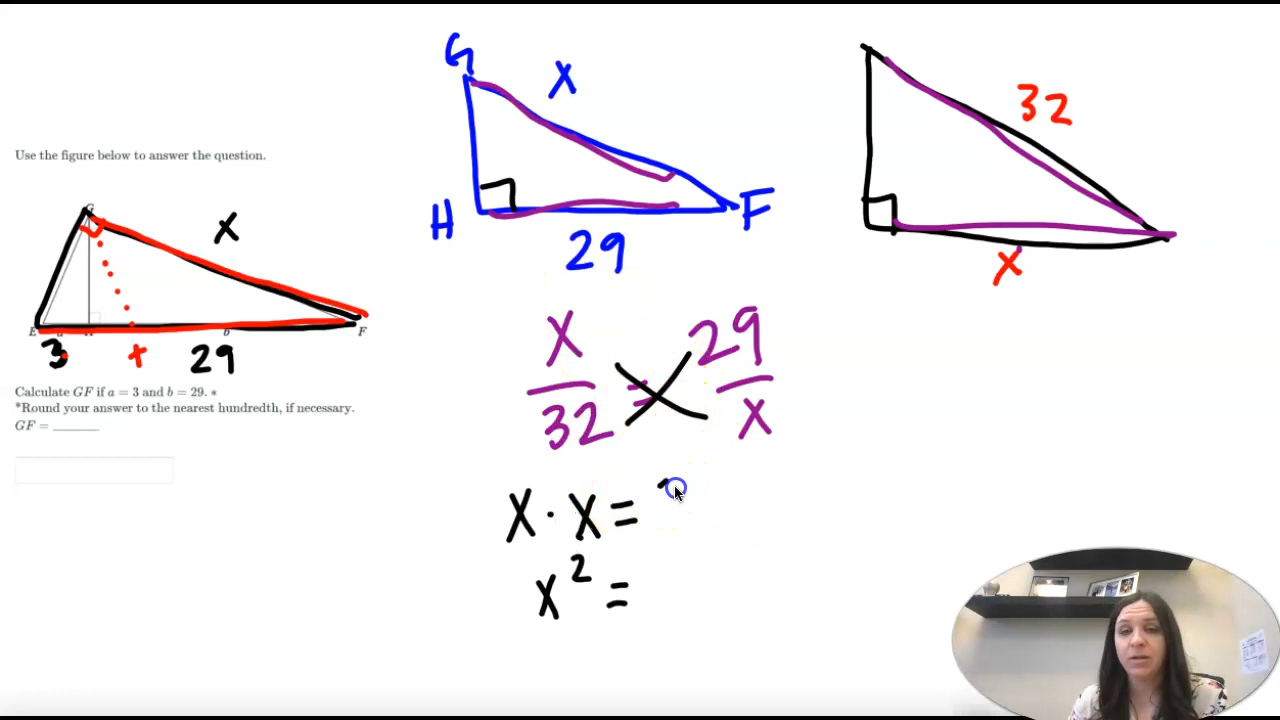 Use the figure below to answer the question.
G
x
E
F
3 + 29
Calculate GF if a = 3 and b = 29. *
*Round your answer to the nearest hundredth, if necessary.
GF =
G
x
H
F
29
32
x
x/32 = 29/x
x · x =
x² =